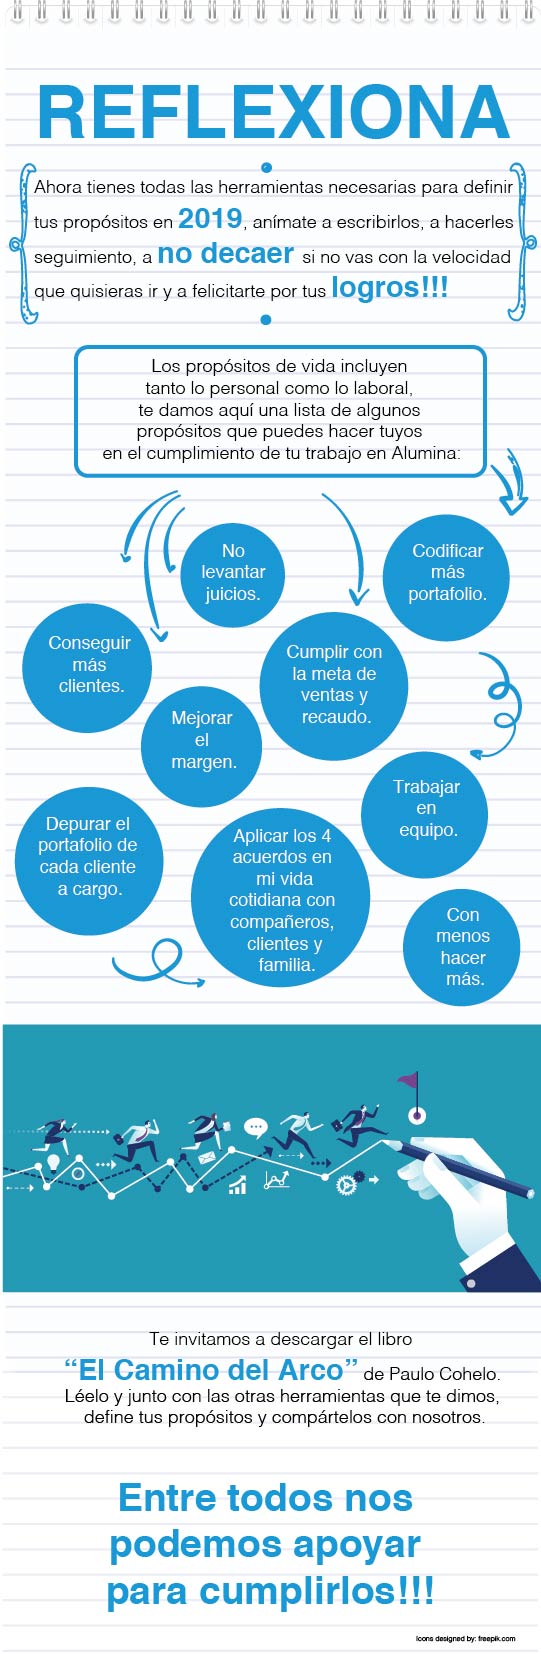 REFLEXIONA
Ahora tienes todas las herramientas necesarias para definir
tus propósitos en 2019, anímate a escribirlos, a hacerles
seguimiento, a no decaer si no vas con la velocidad
que quisieras ir y a felicitarte por tus logros!!!
Los propósitos de vida incluyen
tanto lo personal como lo laboral,
te damos aquí una lista de algunos
propósitos que puedes hacer tuyos
en el cumplimiento de tu trabajo en Alumina:
No
levantar
juicios.
Codificar
más
portafolio.
Conseguir
más
clientes.
Cumplir con
la meta de
ventas y
recaudo.
Mejorar
el
margen.
Trabajar
en
equipo.
Depurar el
portafolio de
cada cliente
a cargo.
Aplicar los 4
acuerdos en
mi vida
cotidiana con
compañeros,
clientes y
familia.
Con
menos
hacer
más.
Te invitamos a descargar el libro
“El Camino del Arco” de Paulo Cohelo.
Léelo y junto con las otras herramientas que te dimos,
define tus propósitos y compártelos con nosotros.
Entre todos nos
podemos apoyar
para cumplirlos!!!
Icons designed by: freepik.com